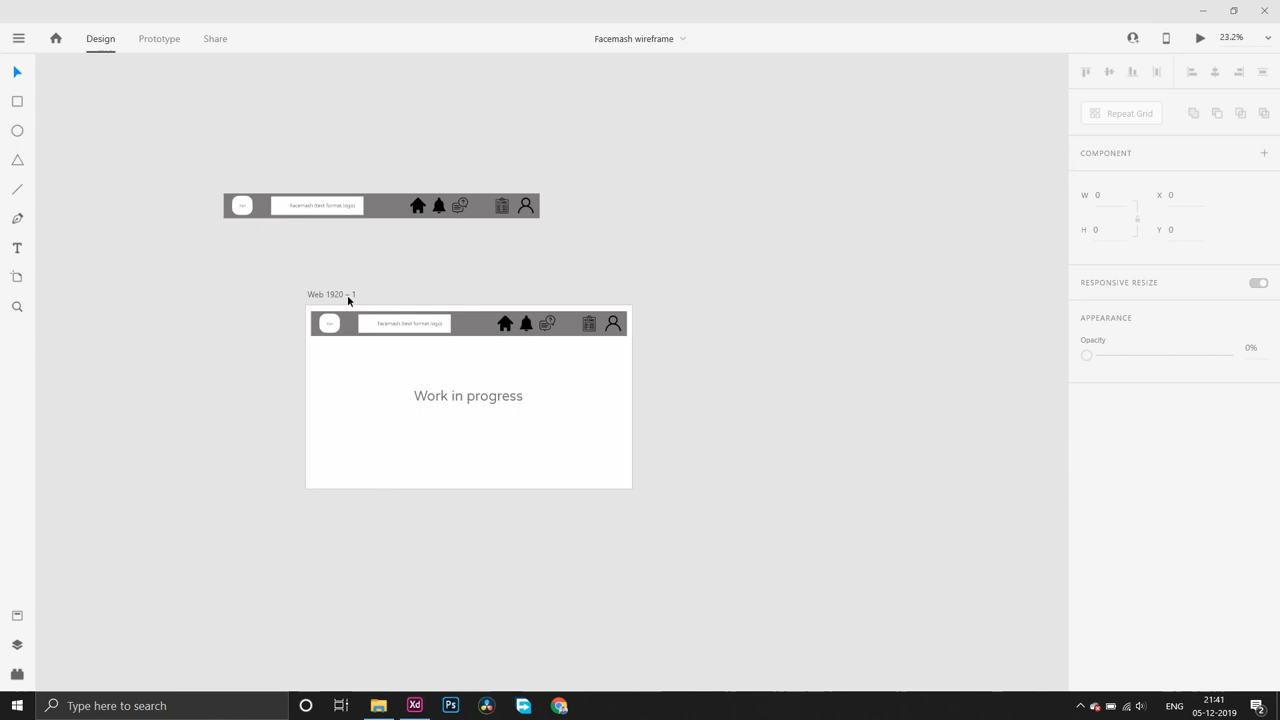 Design
Prototype
Share
Facemash wireframe
23.2%
Repeat Grid
COMPONENT
W 0
X 0
H 0
Y 0
RESPONSIVE RESIZE
APPEARANCE
Opacity
0%
Facemash (text format logo)
Web 1920 – 1
Facemash (text format logo)
Work in progress
Type here to search
Xd
Ps
ENG
21:41
05-12-2019
2